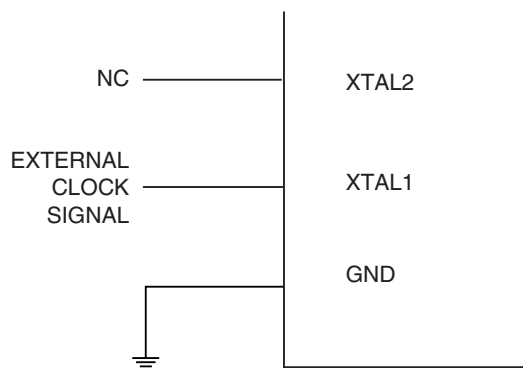 NC
XTAL2
EXTERNAL
CLOCK
SIGNAL
XTAL1
GND